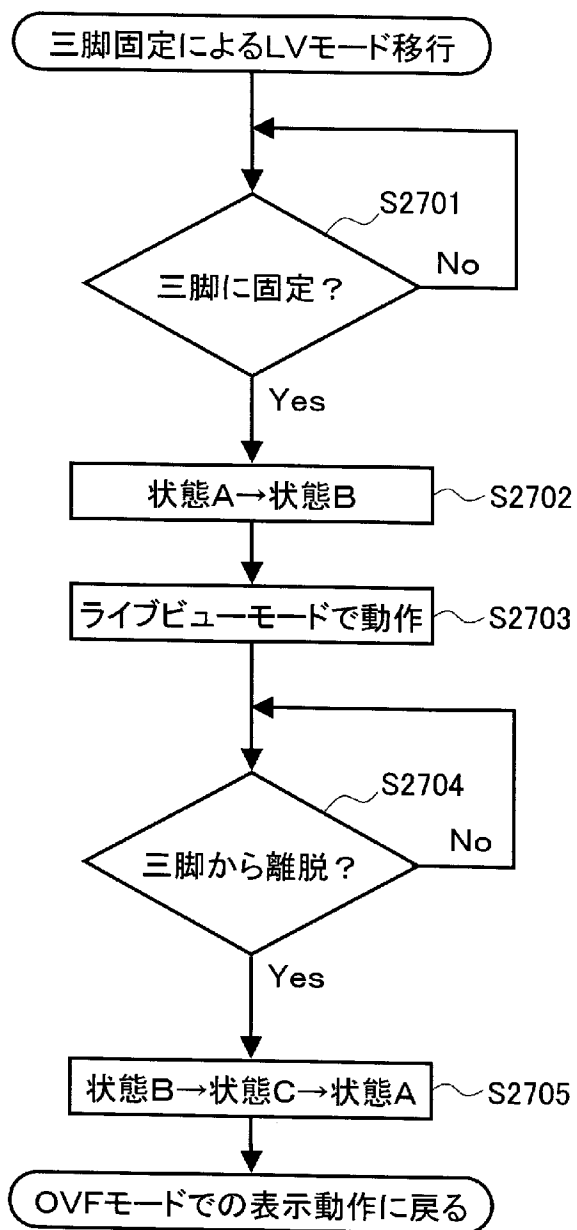 三脚固定によるLVモード移行
S2701
三脚に固定？
No
Yes
状態A→状態B
S2702
ライブビューモードで動作
S2703
S2704
三脚から離脱？
No
Yes
状態B→状態C→状態A
S2705
OVFモードでの表示動作に戻る